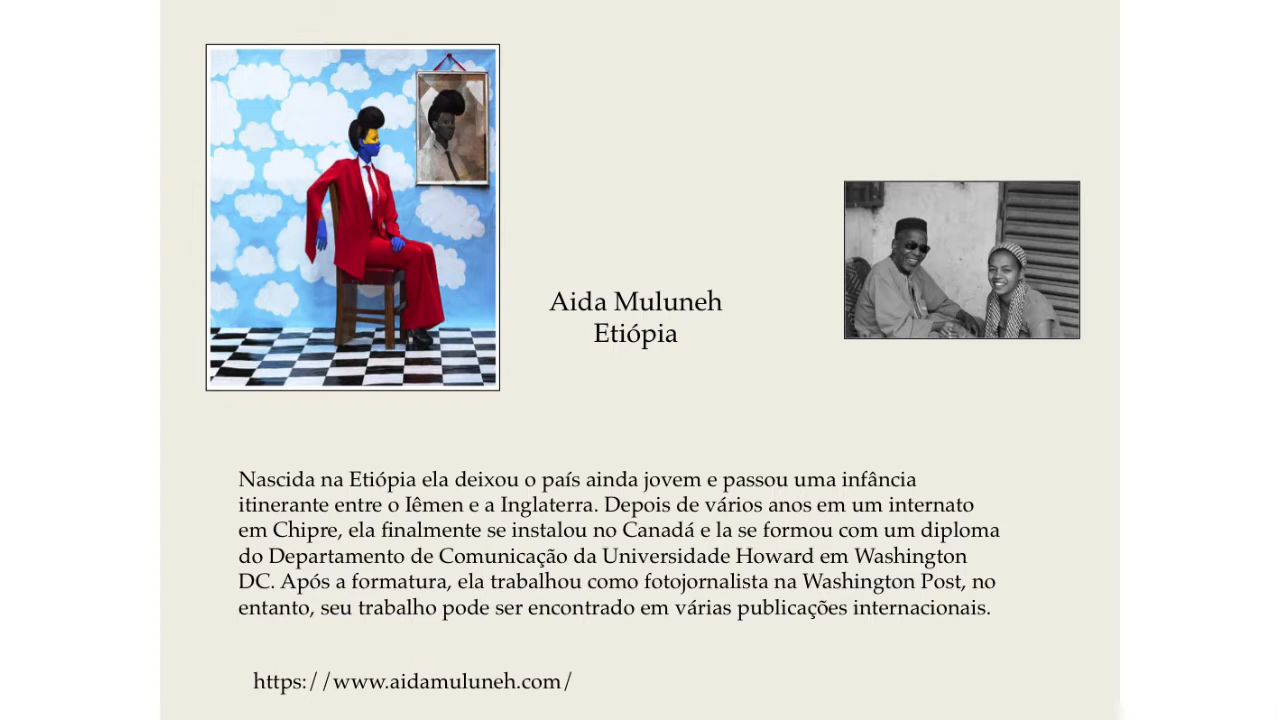 Aida Muluneh
Etiópia
Nascida na Etiópia ela deixou o país ainda jovem e passou uma infância
itinerante entre o Iêmen e a Inglaterra. Depois de vários anos em um internato
em Chipre, ela finalmente se instalou no Canadá e la se formou com um diploma
do Departamento de Comunicação da Universidade Howard em Washington
DC. Após a formatura, ela trabalhou como fotojornalista na Washington Post, no
entanto, seu trabalho pode ser encontrado em várias publicações internacionais.
https://www.aidamuluneh.com/